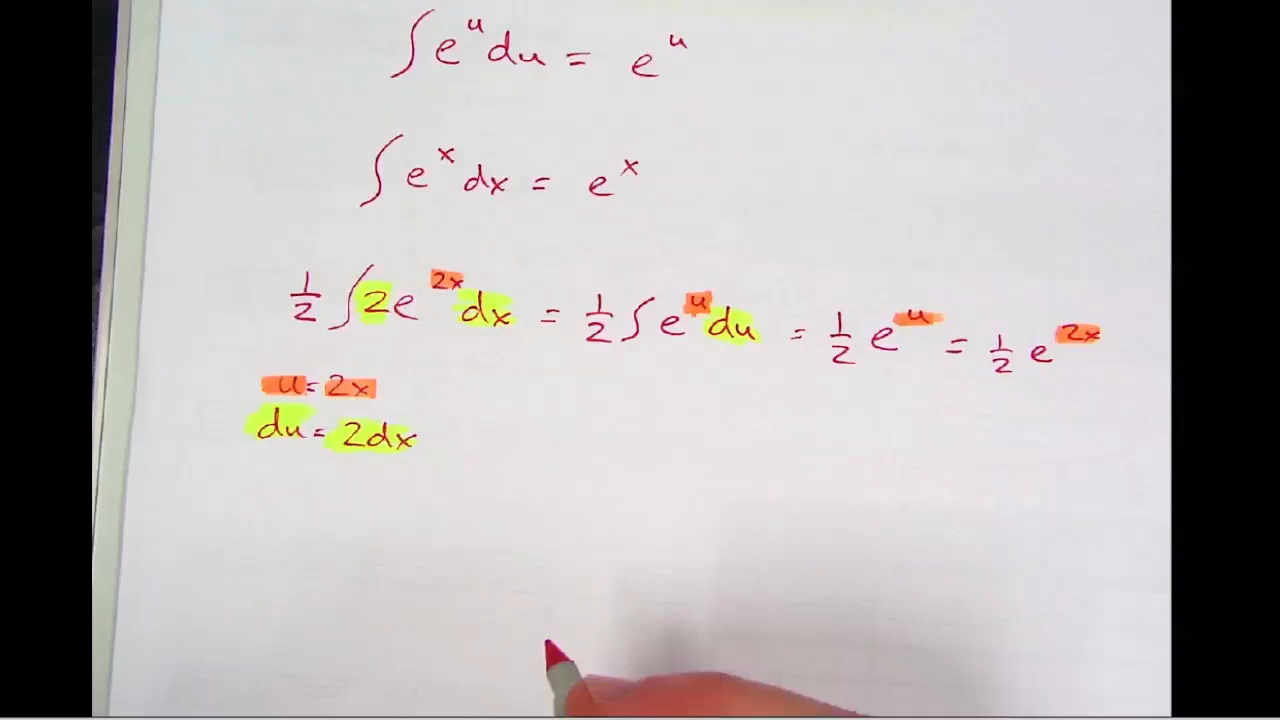 ∫ e^u du = e^u
∫ e^x dx = e^x
1/2 ∫ 2e^2x dx = 1/2 ∫ e^u du = 1/2 e^u = 1/2 e^2x
u = 2x
du = 2dx